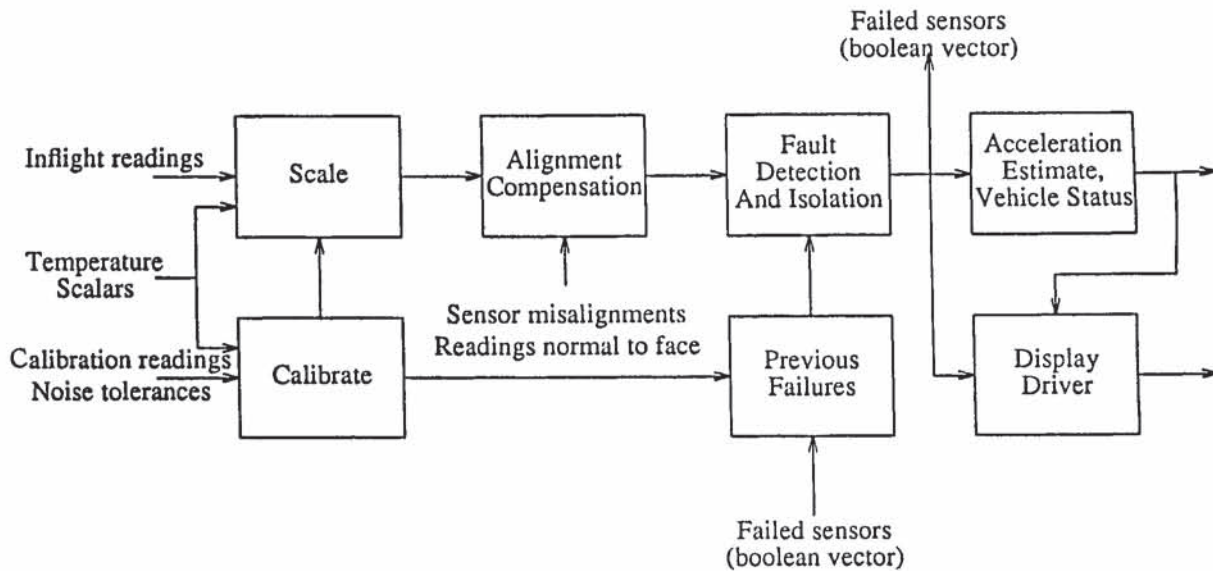 Failed sensors
(boolean vector)
Inflight readings
Scale
Alignment
Compensation
Fault
Detection
And Isolation
Acceleration
Estimate,
Vehicle Status
Temperature
Scalars
Sensor misalignments
Readings normal to face
Calibration readings
Noise tolerances
Calibrate
Previous
Failures
Display
Driver
Failed sensors
(boolean vector)